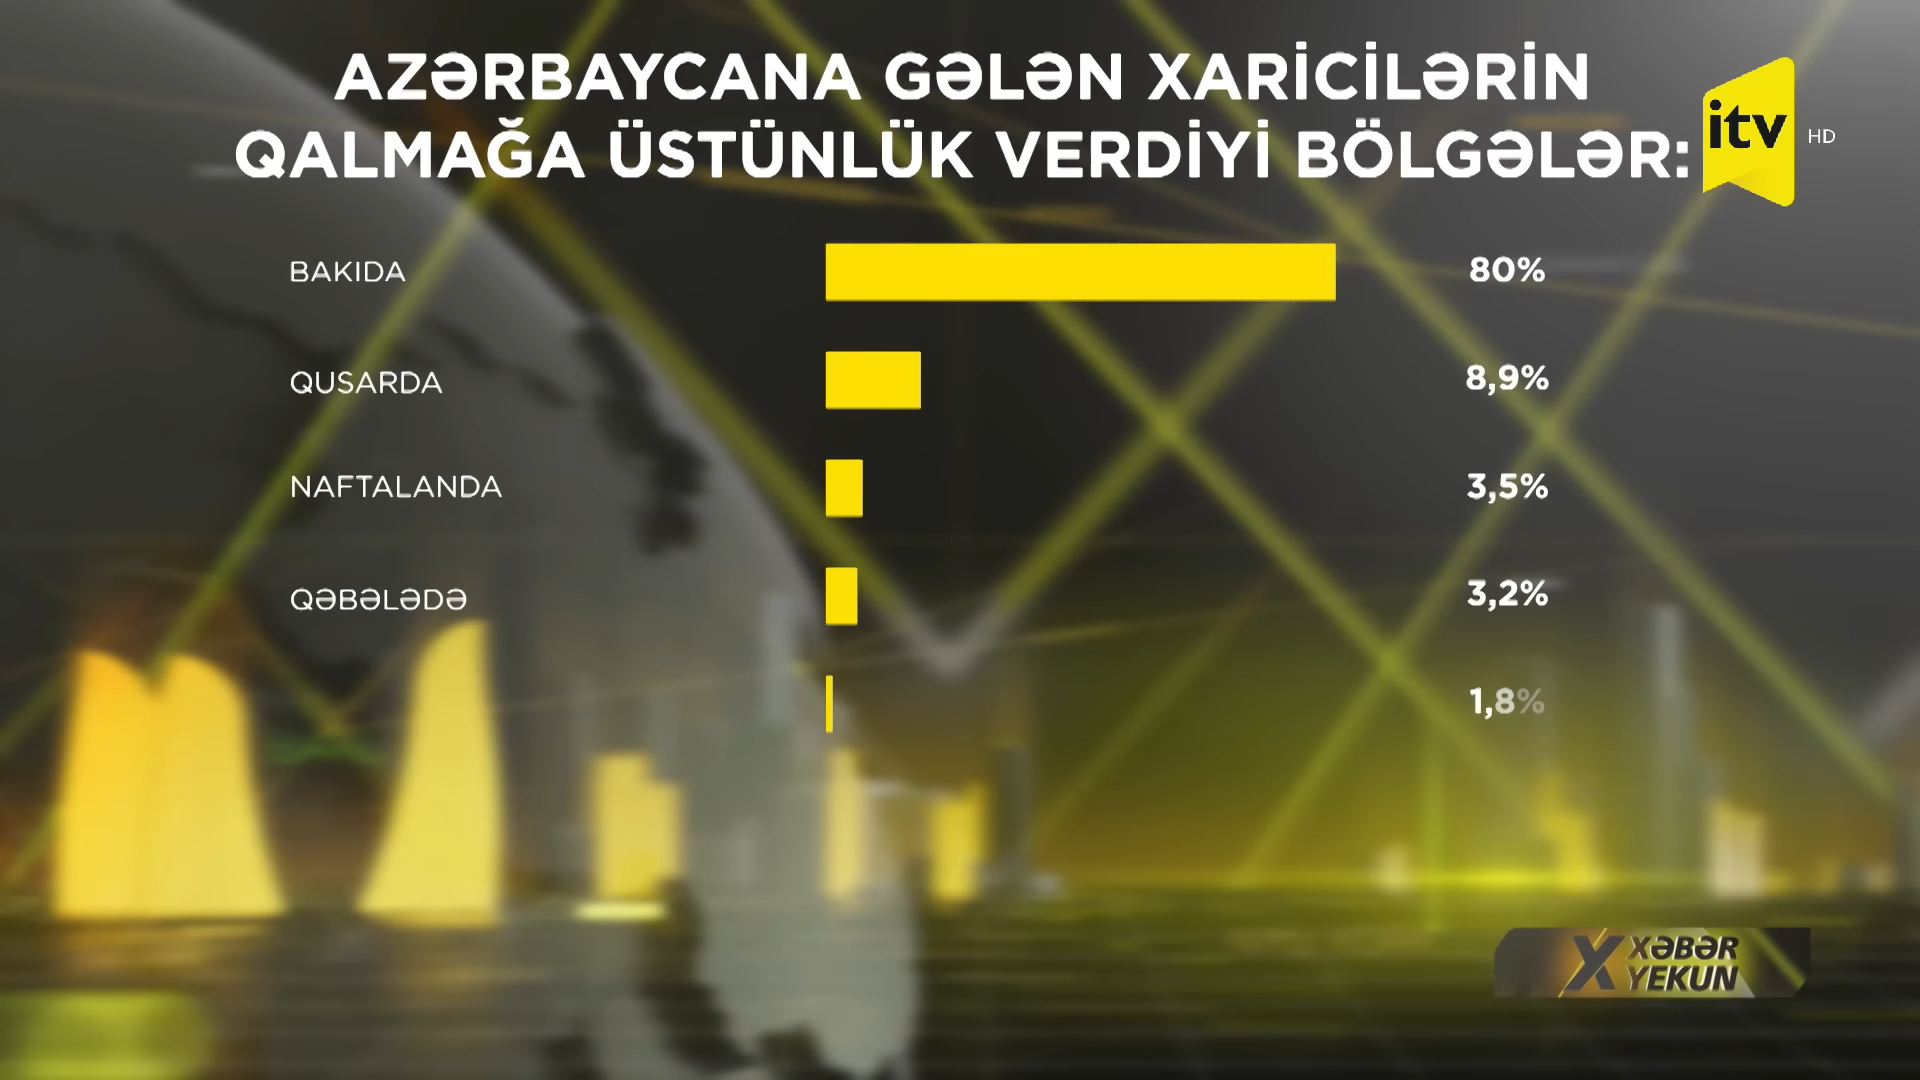 AZƏRBAYCANA GƏLƏN XARİCİLƏRİN
QALMAĞA ÜSTÜNLÜK VERDİYİ BÖLGƏLƏR:
itv HD
BAKIDA 80%
QUSARDA 8,9%
NAFTALANDA 3,5%
QƏBƏLƏDƏ 3,2%
1,8%
X XƏBƏR
YEKUN